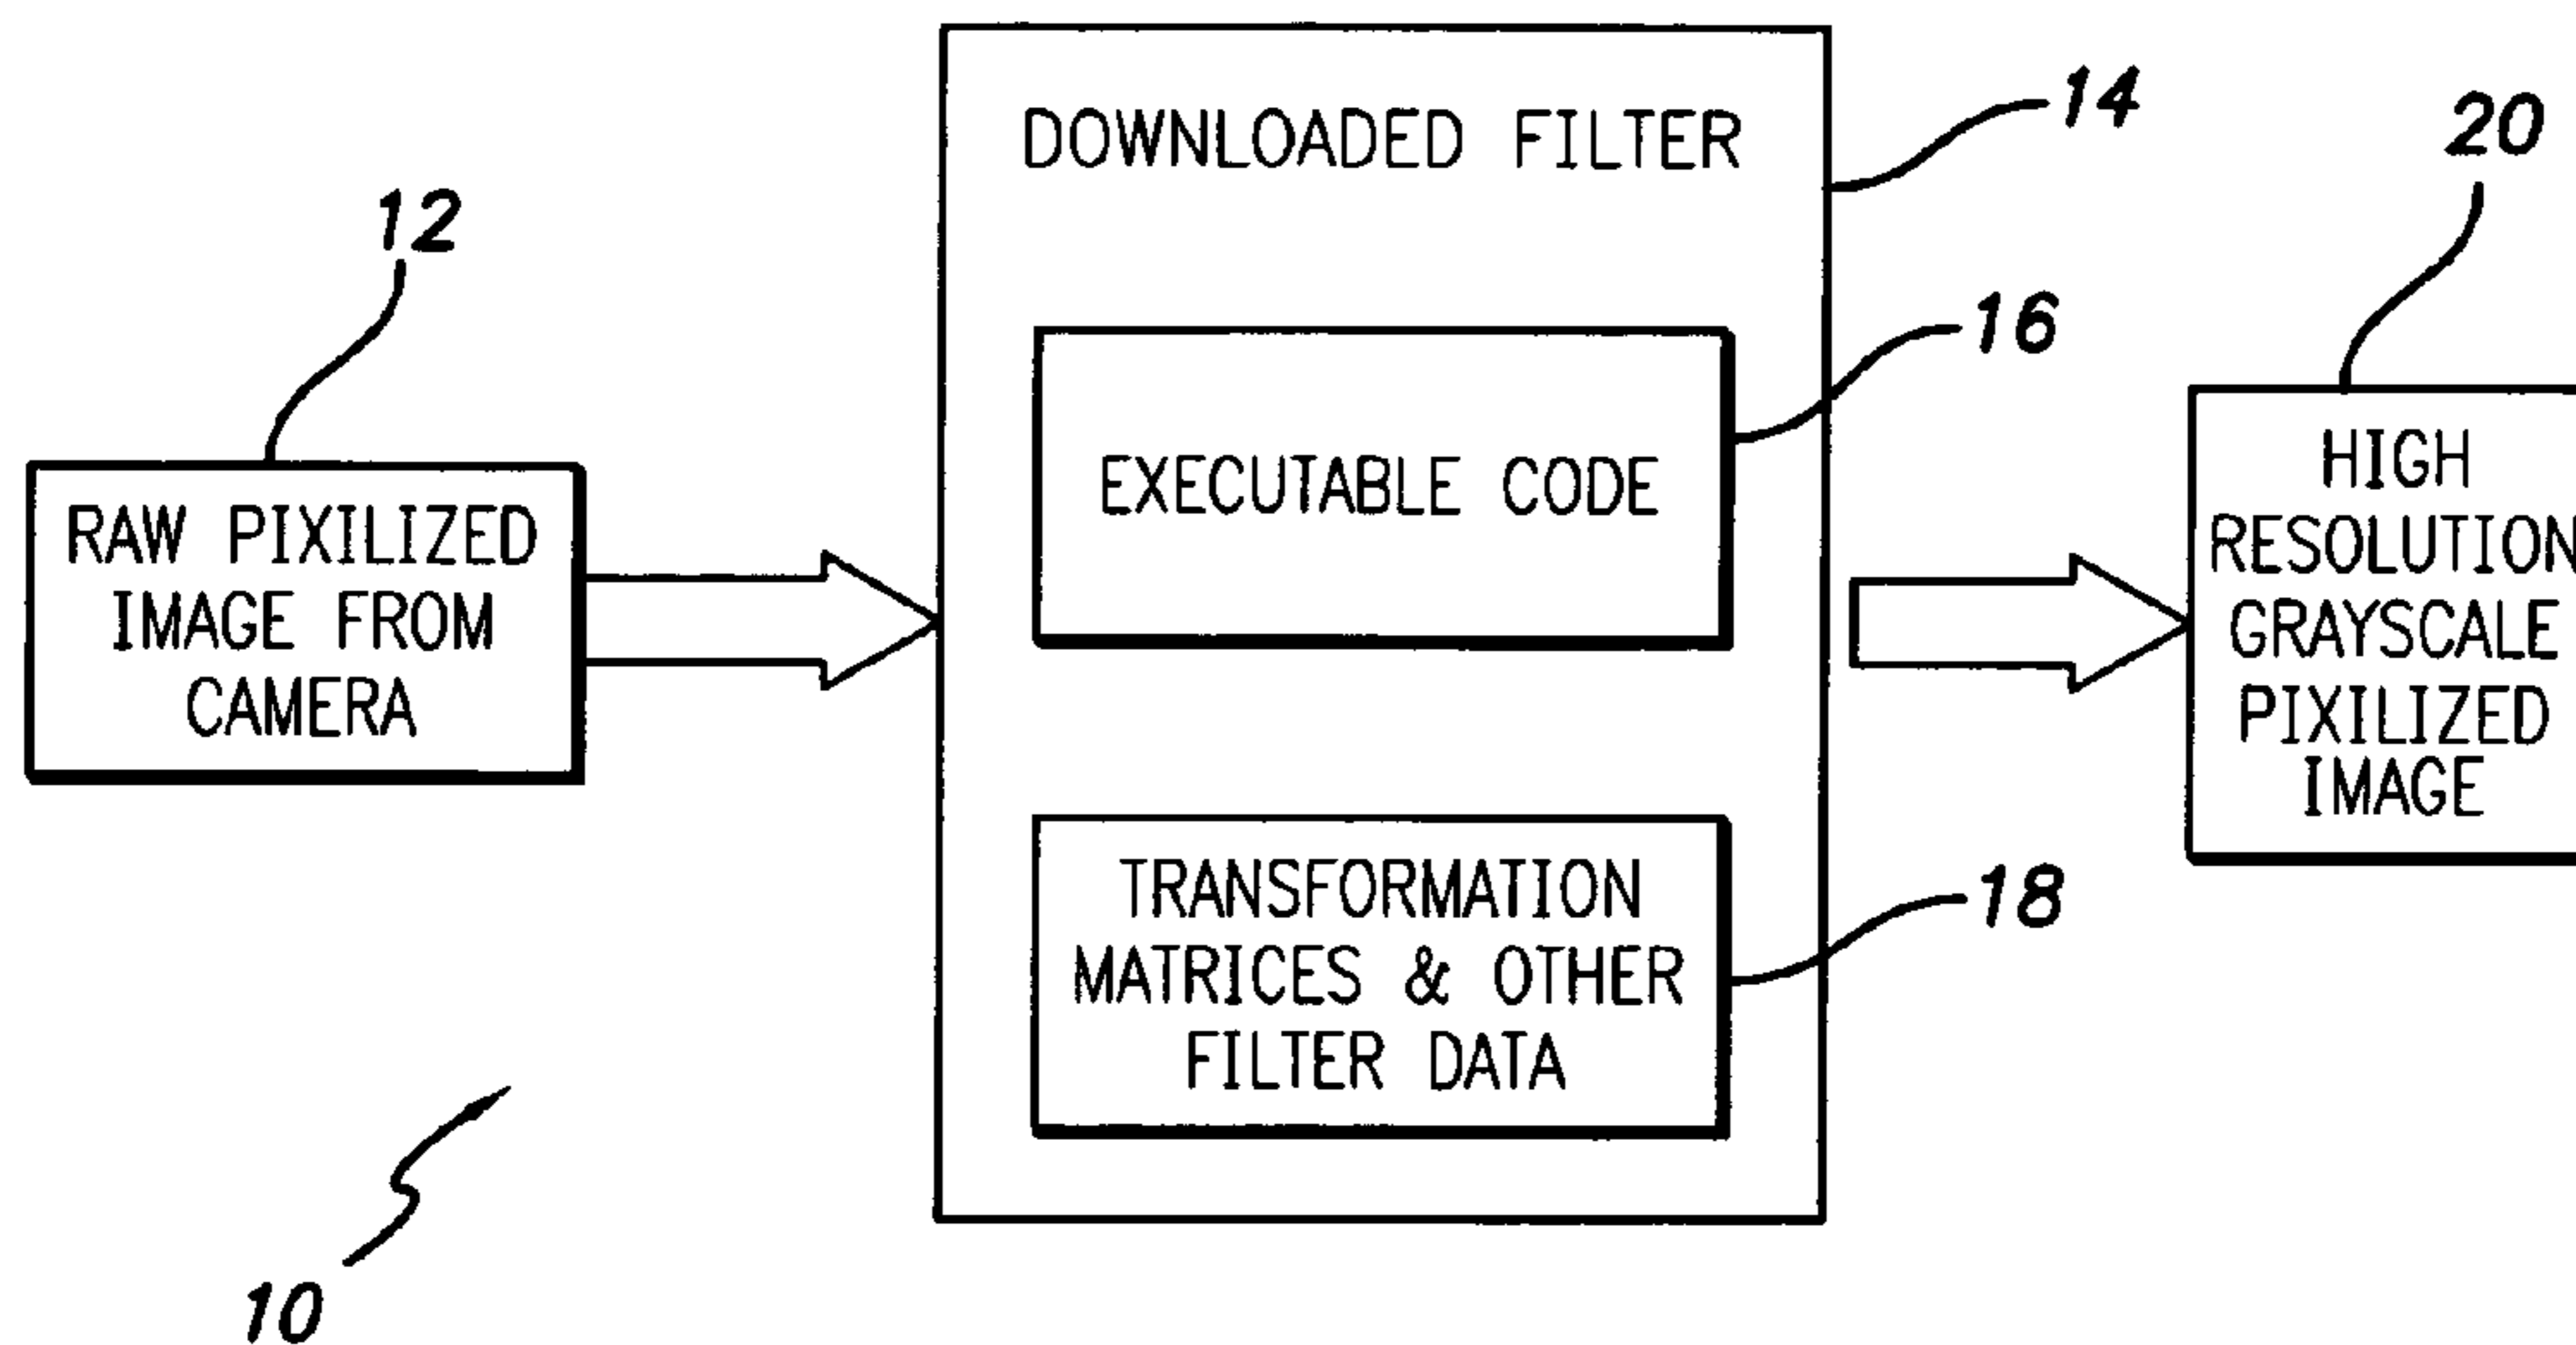 12
RAW PIXILIZED
IMAGE FROM
CAMERA
10
DOWNLOADED FILTER
14
EXECUTABLE CODE
16
TRANSFORMATION
MATRICES & OTHER
FILTER DATA
18
20
HIGH
RESOLUTION
GRAYSCALE
PIXILIZED
IMAGE